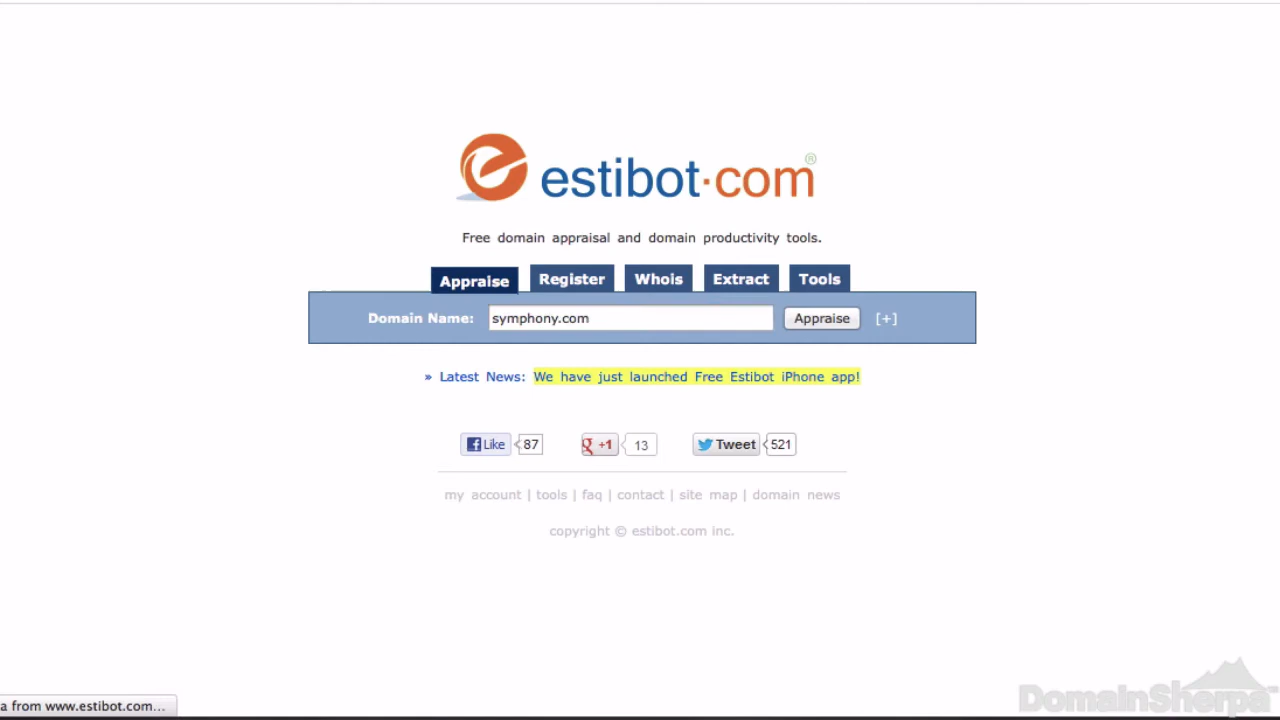 estibot.com®
Free domain appraisal and domain productivity tools.
Appraise Register Whois Extract Tools
Domain Name: symphony.com Appraise [+]
» Latest News: We have just launched Free Estibot iPhone app!
Like 87 +1 13 Tweet 521
my account | tools | faq | contact | site map | domain news
copyright © estibot.com inc.
a from www.estibot.com...
DomainSherpa™